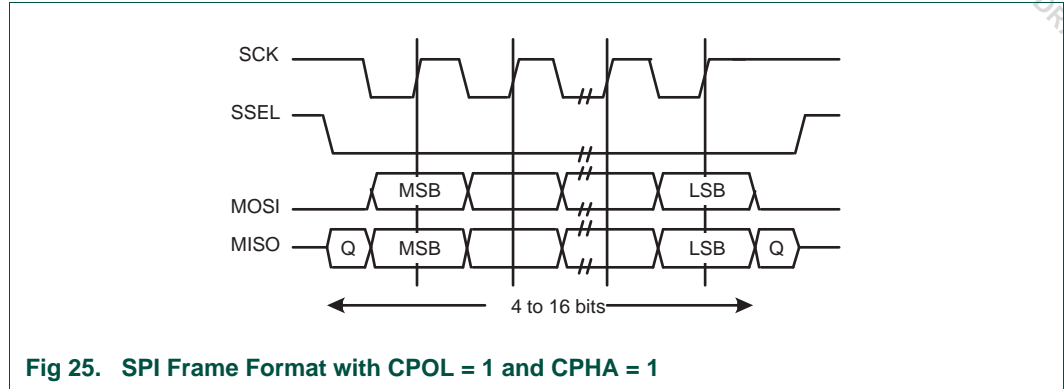 SCK
SSEL
MOSI
MSB
LSB
MISO
Q
MSB
LSB
Q
4 to 16 bits
Fig 25. SPI Frame Format with CPOL = 1 and CPHA = 1